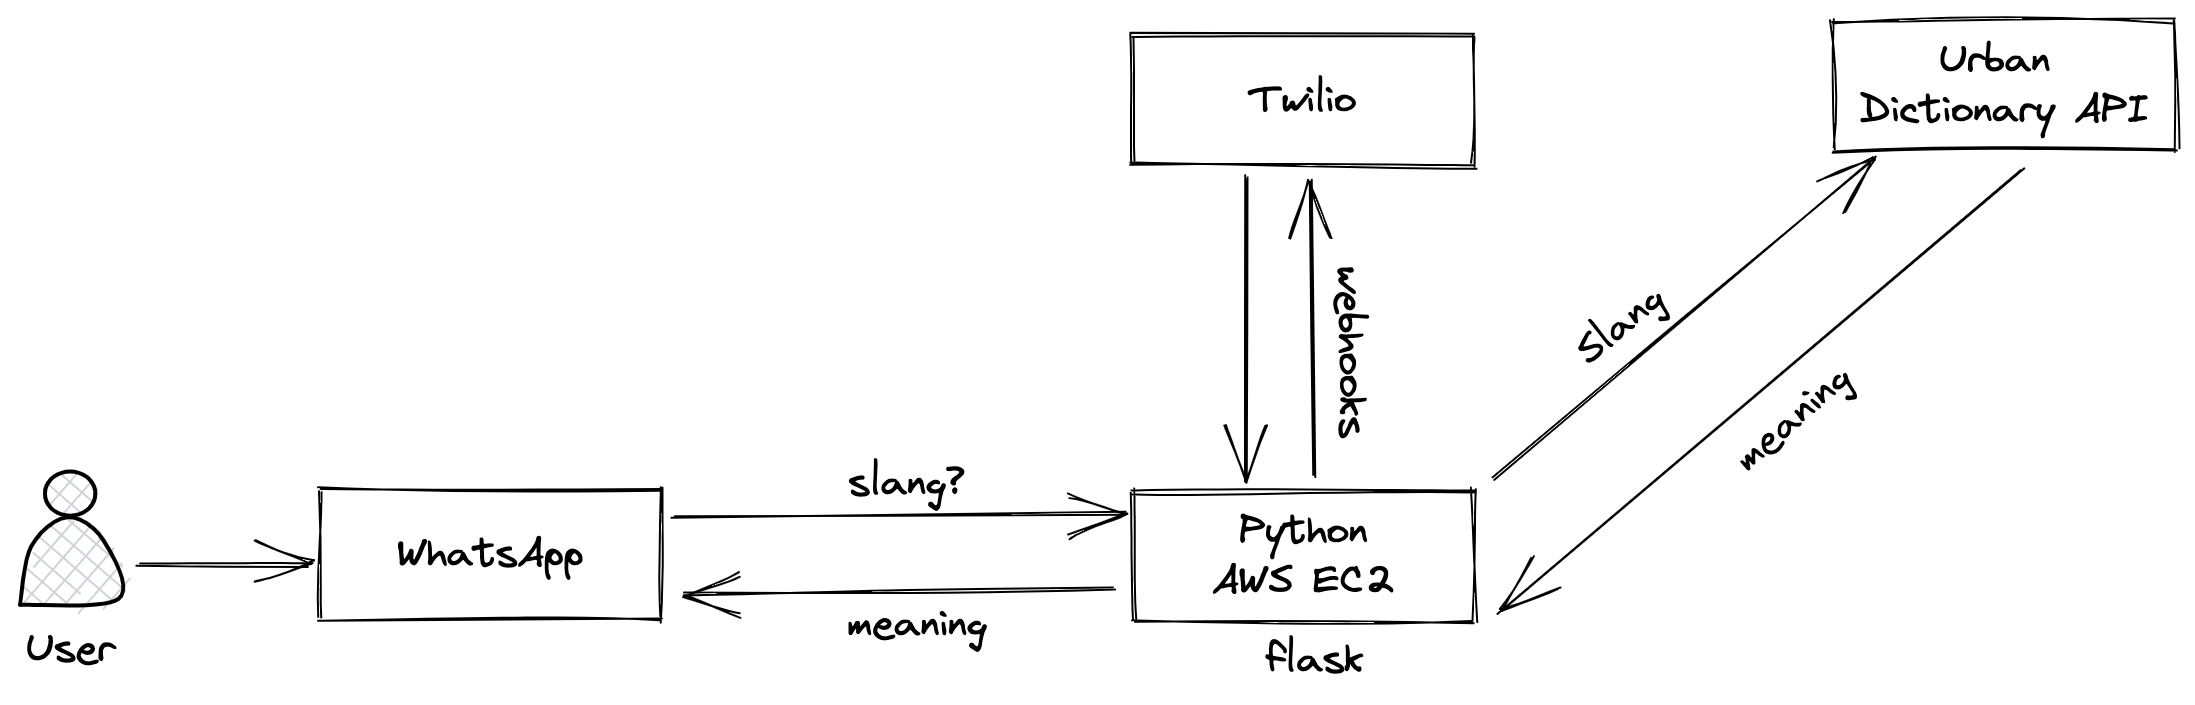 Twilio
Urban
Dictionary API
webhooks
Slang
meaning
slang?
WhatsApp
Python
AWS EC2
meaning
User
flask